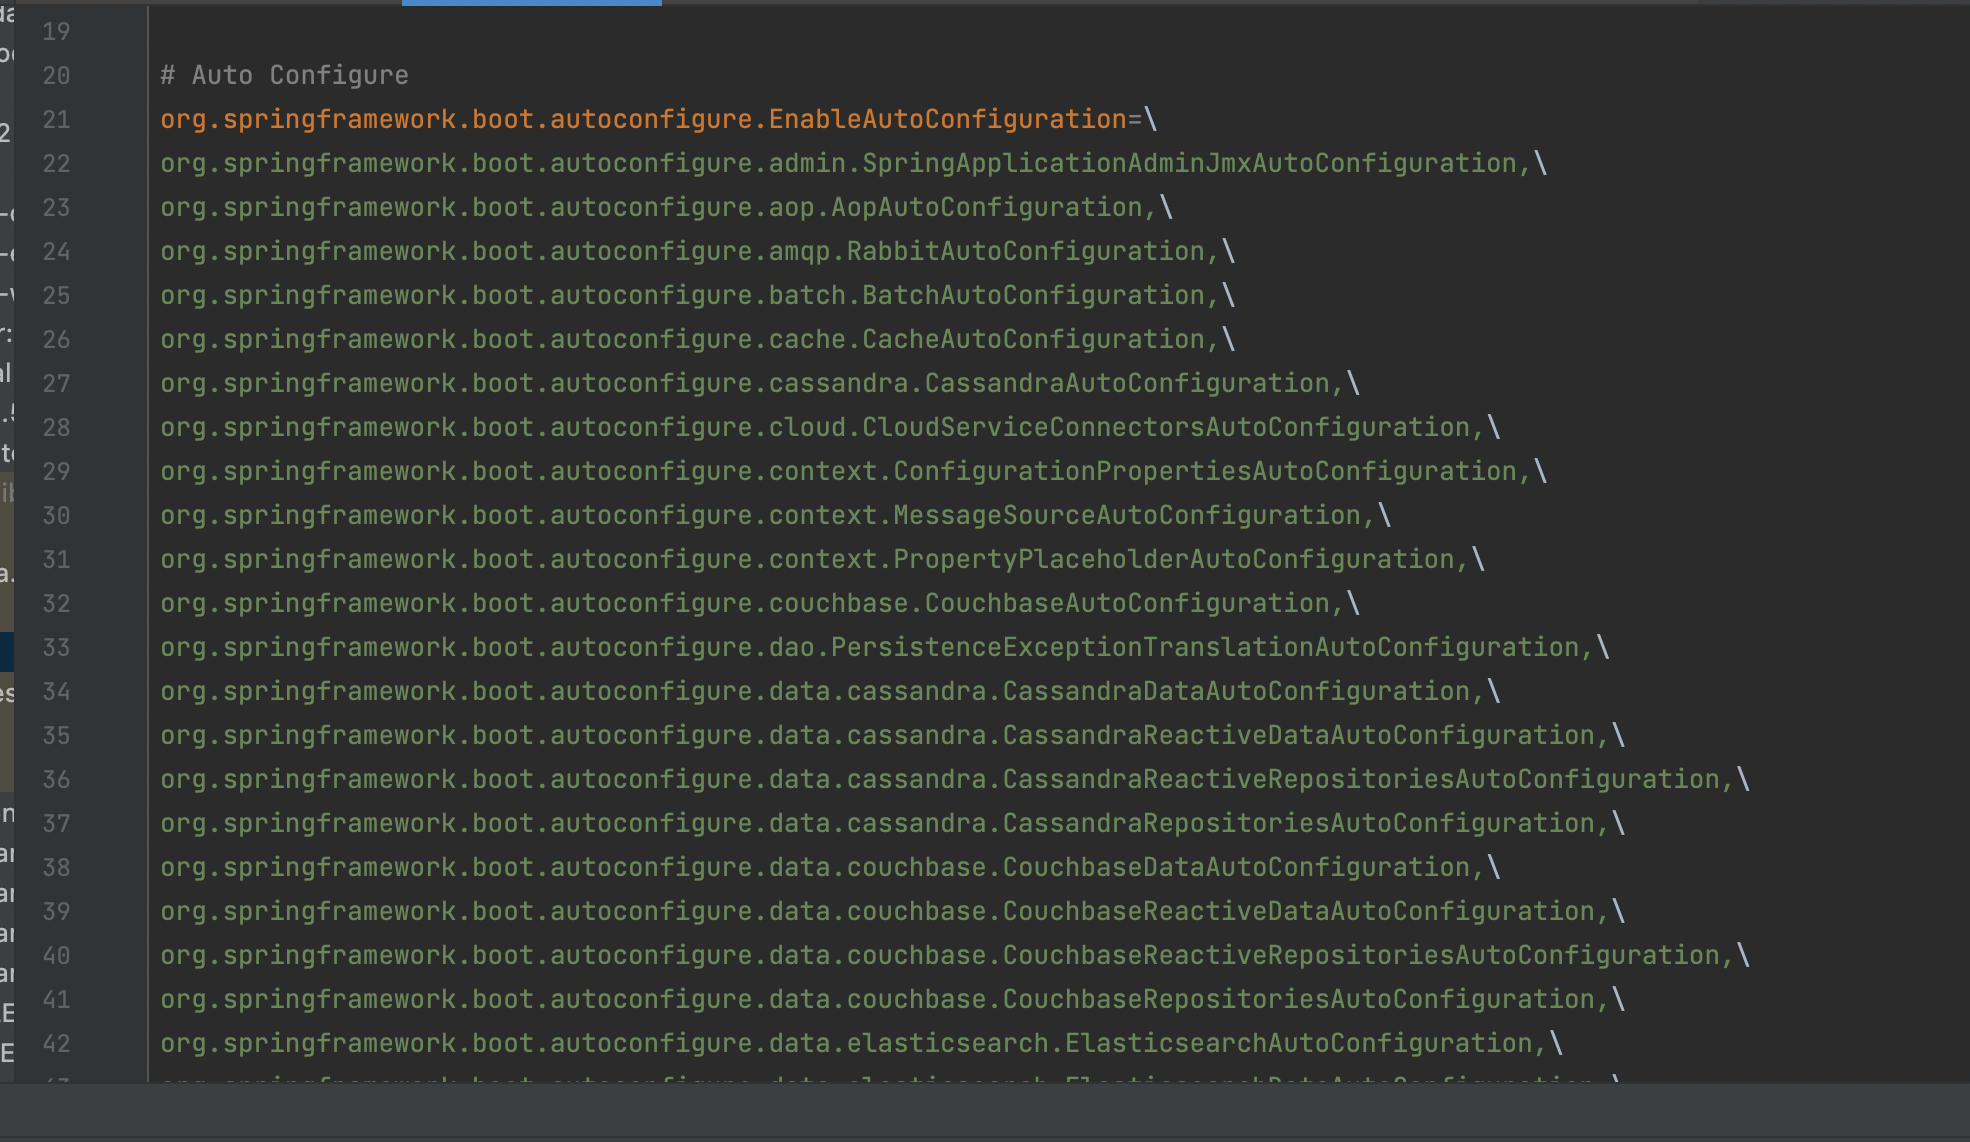 19
20 # Auto Configure
21 org.springframework.boot.autoconfigure.EnableAutoConfiguration=\
22 org.springframework.boot.autoconfigure.admin.SpringApplicationAdminJmxAutoConfiguration,\
23 org.springframework.boot.autoconfigure.aop.AopAutoConfiguration,\
24 org.springframework.boot.autoconfigure.amqp.RabbitAutoConfiguration,\
25 org.springframework.boot.autoconfigure.batch.BatchAutoConfiguration,\
26 org.springframework.boot.autoconfigure.cache.CacheAutoConfiguration,\
27 org.springframework.boot.autoconfigure.cassandra.CassandraAutoConfiguration,\
28 org.springframework.boot.autoconfigure.cloud.CloudServiceConnectorsAutoConfiguration,\
29 org.springframework.boot.autoconfigure.context.ConfigurationPropertiesAutoConfiguration,\
30 org.springframework.boot.autoconfigure.context.MessageSourceAutoConfiguration,\
31 org.springframework.boot.autoconfigure.context.PropertyPlaceholderAutoConfiguration,\
32 org.springframework.boot.autoconfigure.couchbase.CouchbaseAutoConfiguration,\
33 org.springframework.boot.autoconfigure.dao.PersistenceExceptionTranslationAutoConfiguration,\
34 org.springframework.boot.autoconfigure.data.cassandra.CassandraDataAutoConfiguration,\
35 org.springframework.boot.autoconfigure.data.cassandra.CassandraReactiveDataAutoConfiguration,\
36 org.springframework.boot.autoconfigure.data.cassandra.CassandraReactiveRepositoriesAutoConfiguration,\
37 org.springframework.boot.autoconfigure.data.cassandra.CassandraRepositoriesAutoConfiguration,\
38 org.springframework.boot.autoconfigure.data.couchbase.CouchbaseDataAutoConfiguration,\
39 org.springframework.boot.autoconfigure.data.couchbase.CouchbaseReactiveDataAutoConfiguration,\
40 org.springframework.boot.autoconfigure.data.couchbase.CouchbaseReactiveRepositoriesAutoConfiguration,\
41 org.springframework.boot.autoconfigure.data.couchbase.CouchbaseRepositoriesAutoConfiguration,\
42 org.springframework.boot.autoconfigure.data.elasticsearch.ElasticsearchAutoConfiguration,\